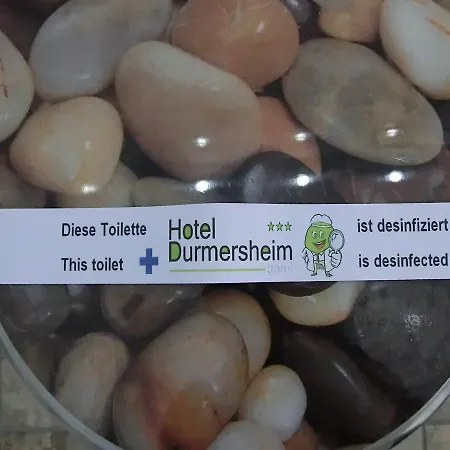 Diese Toilette Hotel *** ist desinfiziert
This toilet + Durmersheim is desinfected